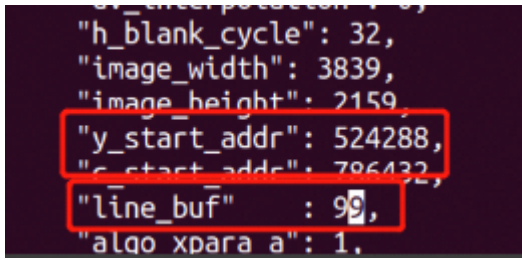 "h_blank_cycle": 32,
"image_width": 3839,
"image_height": 2159,
"y_start_addr": 524288,
"c_start_addr": 786432,
"line_buf"    : 99,
"algo_xpara_a": 1,